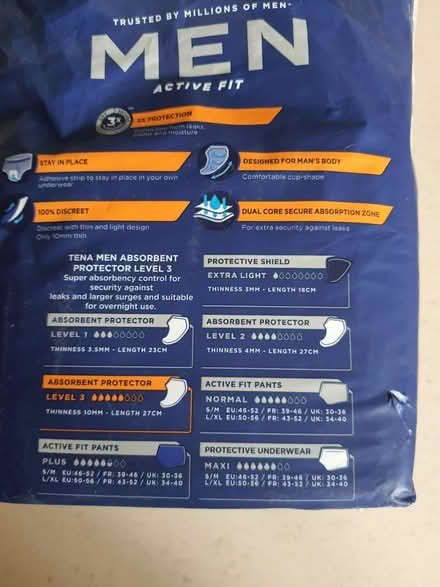 TRUSTED BY MILLIONS OF MEN
MEN
ACTIVE FIT
3X PROTECTION
STAY IN PLACE
Adhesive strip to stay in place in your own
underwear
DESIGNED FOR MAN'S BODY
Comfortable cup-shape
100% DISCREET
Discreet with thin and light design
Only 10mm thin
DUAL CORE SECURE ABSORPTION ZONE
For extra security against leaks
TENA MEN ABSORBENT
PROTECTOR LEVEL 3
Super absorbency control for
security against
leaks and larger surges and suitable
for overnight use.
PROTECTIVE SHIELD
EXTRA LIGHT
THINNESS 3MM - LENGTH 18CM
ABSORBENT PROTECTOR
LEVEL 1
THINNESS 3.5MM - LENGTH 23CM
ABSORBENT PROTECTOR
LEVEL 2
THINNESS 4MM - LENGTH 27CM
ABSORBENT PROTECTOR
LEVEL 3
THINNESS 10MM - LENGTH 27CM
ACTIVE FIT PANTS
NORMAL
S/M EU:46-52 / FR: 39-46 / UK: 30-36
L/XL EU:50-56 / FR: 43-52 / UK: 34-40
ACTIVE FIT PANTS
PLUS
S/M EU:46-52 / FR: 39-46 / UK: 30-36
L/XL EU:50-56 / FR: 43-52 / UK: 34-40
PROTECTIVE UNDERWEAR
MAXI
S/M EU:46-52 / FR: 39-46 / UK: 30-36
L/XL EU:50-56 / FR: 43-52 / UK: 34-40